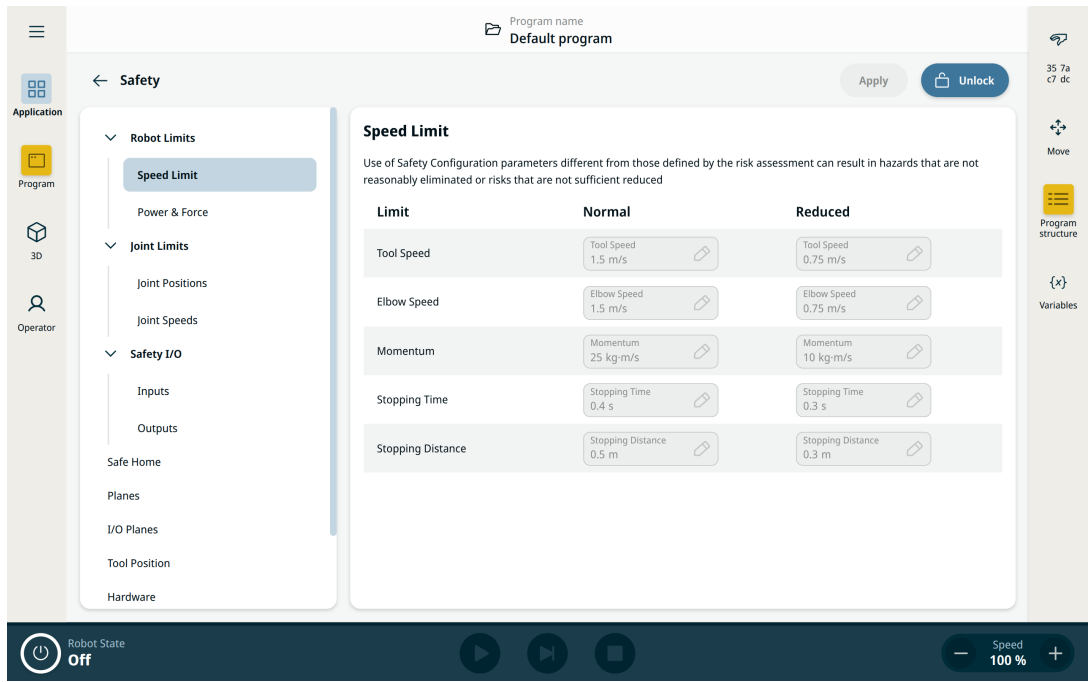 Program name
Default program
Application
Program
3D
Operator
Safety
Apply
Unlock
Robot Limits
Speed Limit
Power & Force
Joint Limits
Joint Positions
Joint Speeds
Safety I/O
Inputs
Outputs
Safe Home
Planes
I/O Planes
Tool Position
Hardware
Speed Limit
Use of Safety Configuration parameters different from those defined by the risk assessment can result in hazards that are not
reasonably eliminated or risks that are not sufficient reduced
Limit Normal Reduced
Tool Speed
Tool Speed
1.5 m/s
Tool Speed
0.75 m/s
Elbow Speed
Elbow Speed
1.5 m/s
Elbow Speed
0.75 m/s
Momentum
Momentum
25 kg·m/s
Momentum
10 kg·m/s
Stopping Time
Stopping Time
0.4 s
Stopping Time
0.3 s
Stopping Distance
Stopping Distance
0.5 m
Stopping Distance
0.3 m
35 7a
c7 dc
Move
Program
structure
{x}
Variables
Robot State
Off
Speed
100 %